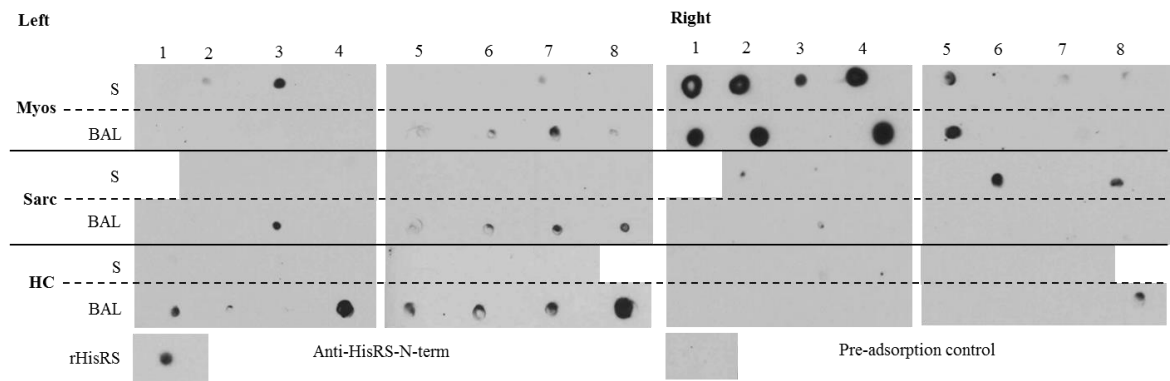 Left Right
1 2 3 4 5 6 7 8 1 2 3 4 5 6 7 8
S
Myos
BAL
S
Sarc
BAL
S
HC
BAL
rHisRS Anti-HisRS-N-term Pre-adsorption control